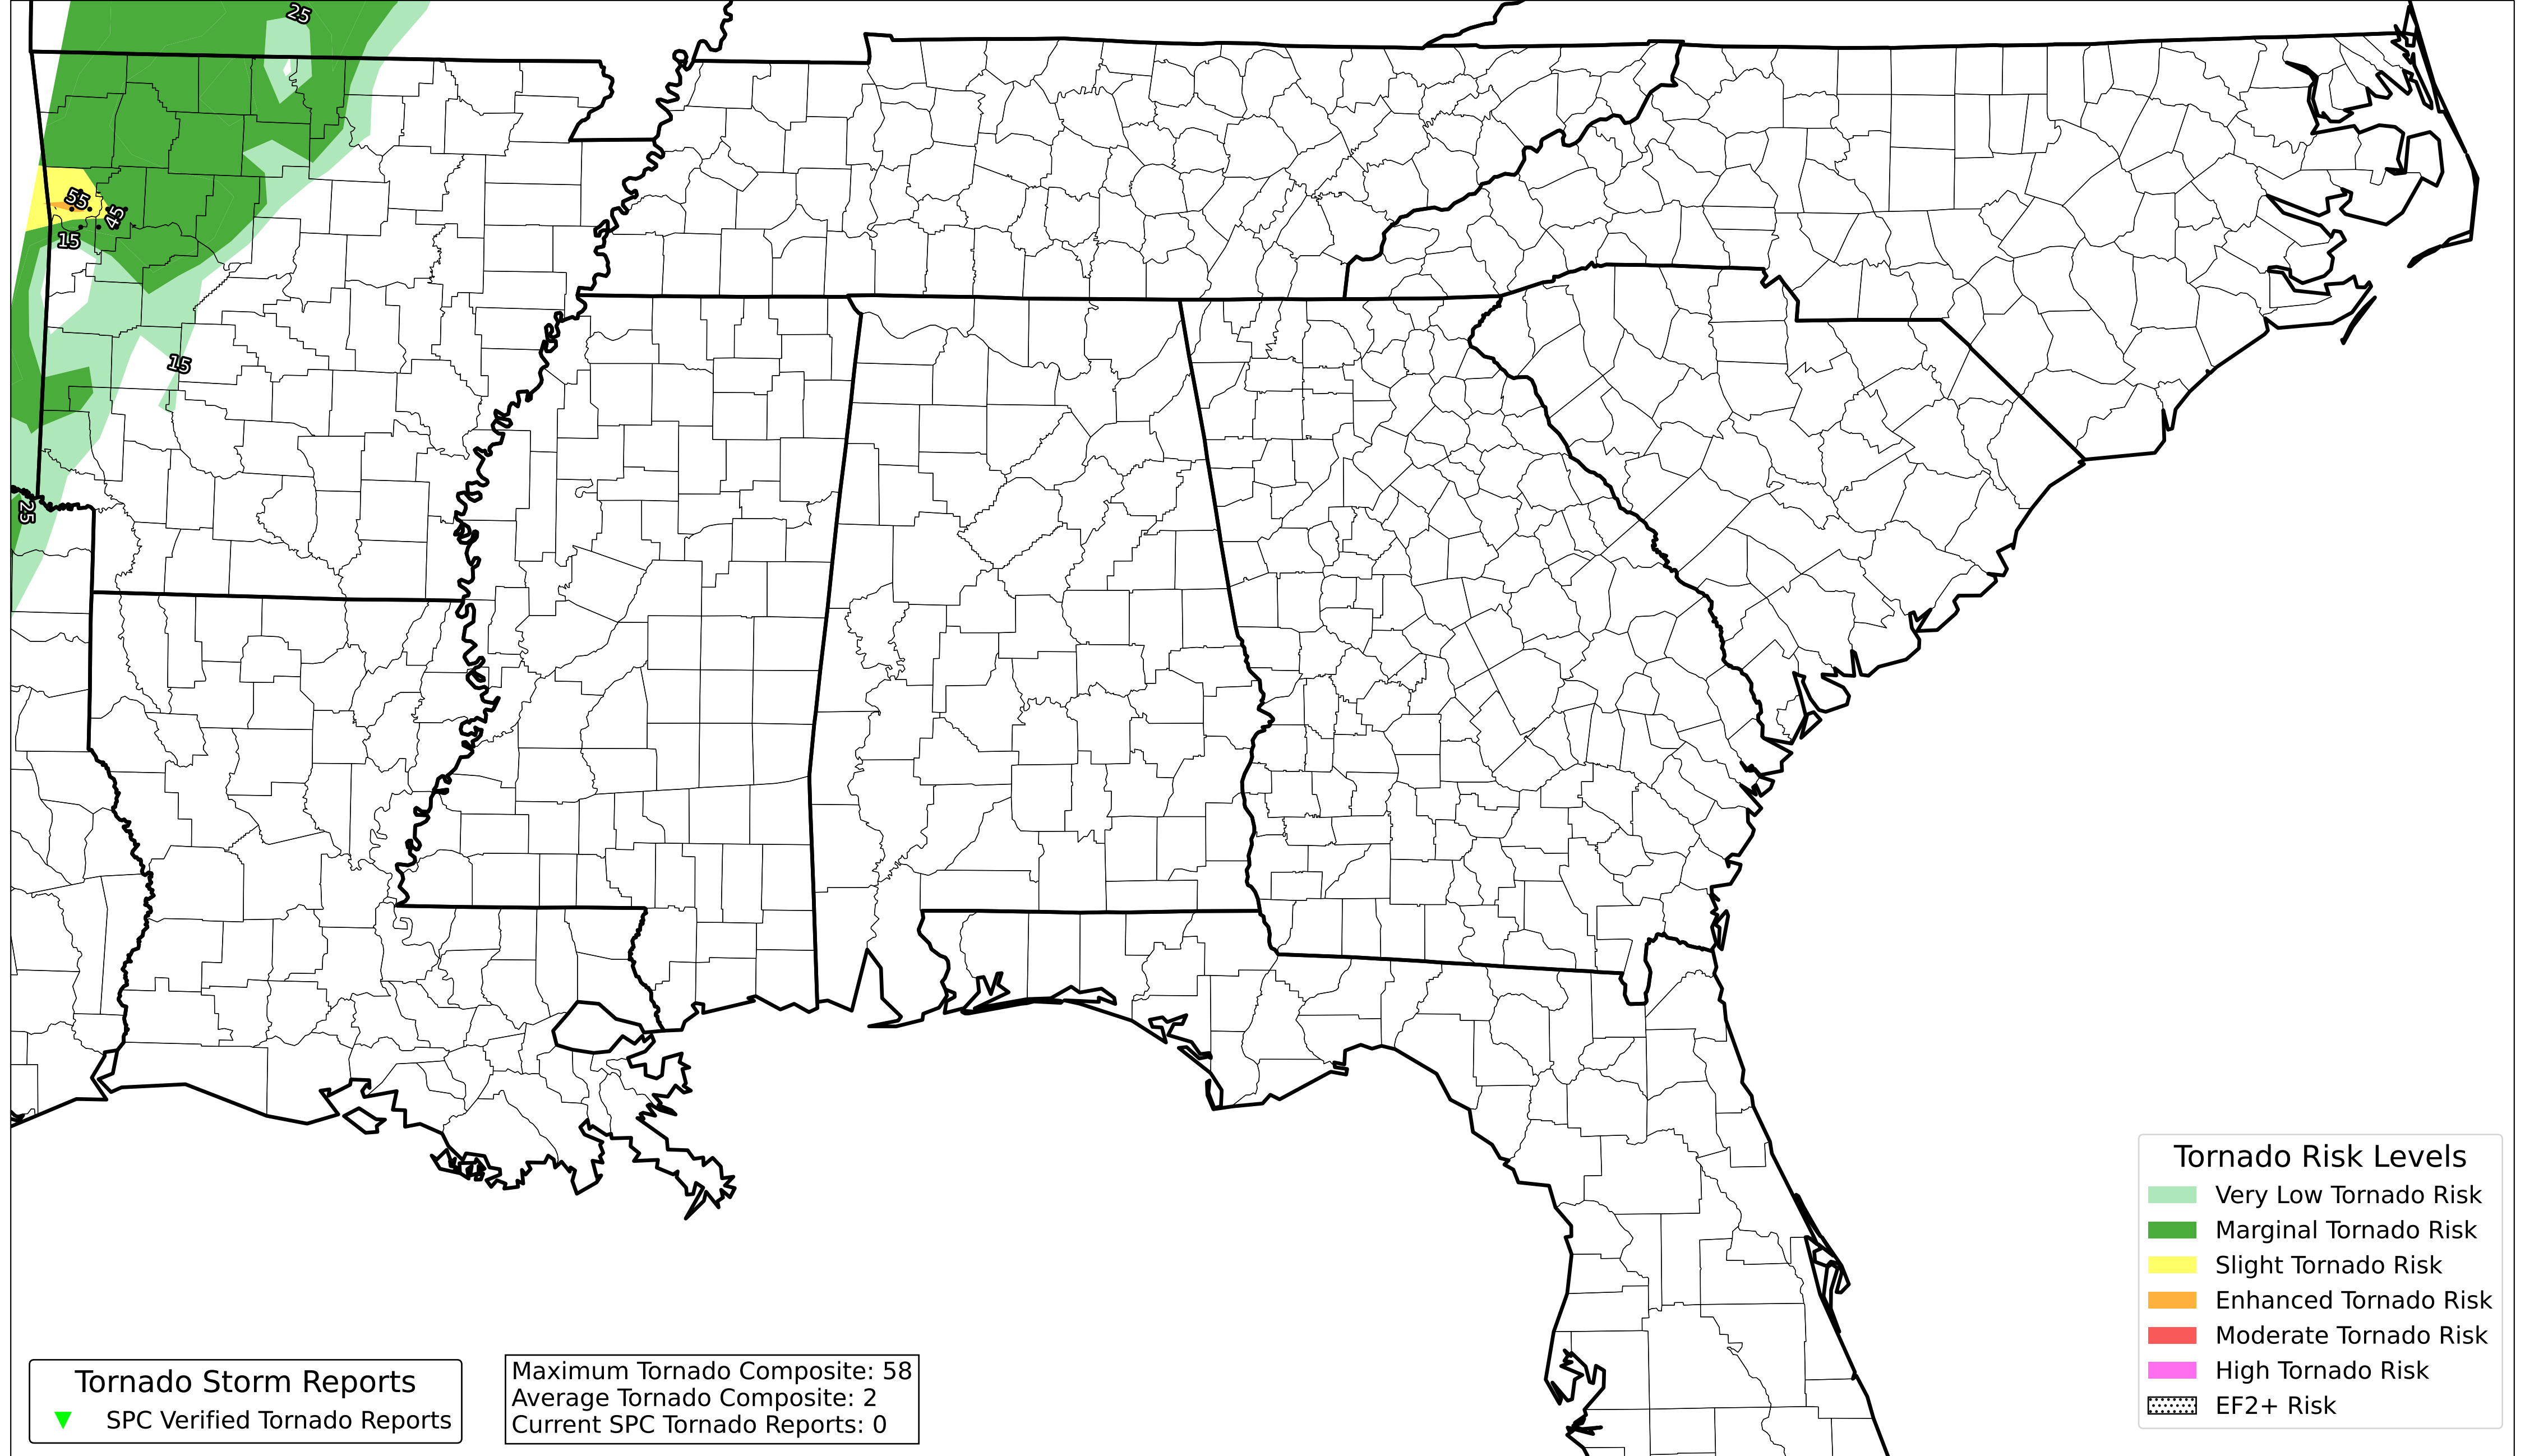 25
55
45
15
15
25
Tornado Risk Levels
Very Low Tornado Risk
Marginal Tornado Risk
Slight Tornado Risk
Enhanced Tornado Risk
Moderate Tornado Risk
High Tornado Risk
EF2+ Risk
Tornado Storm Reports
SPC Verified Tornado Reports
Maximum Tornado Composite: 58
Average Tornado Composite: 2
Current SPC Tornado Reports: 0